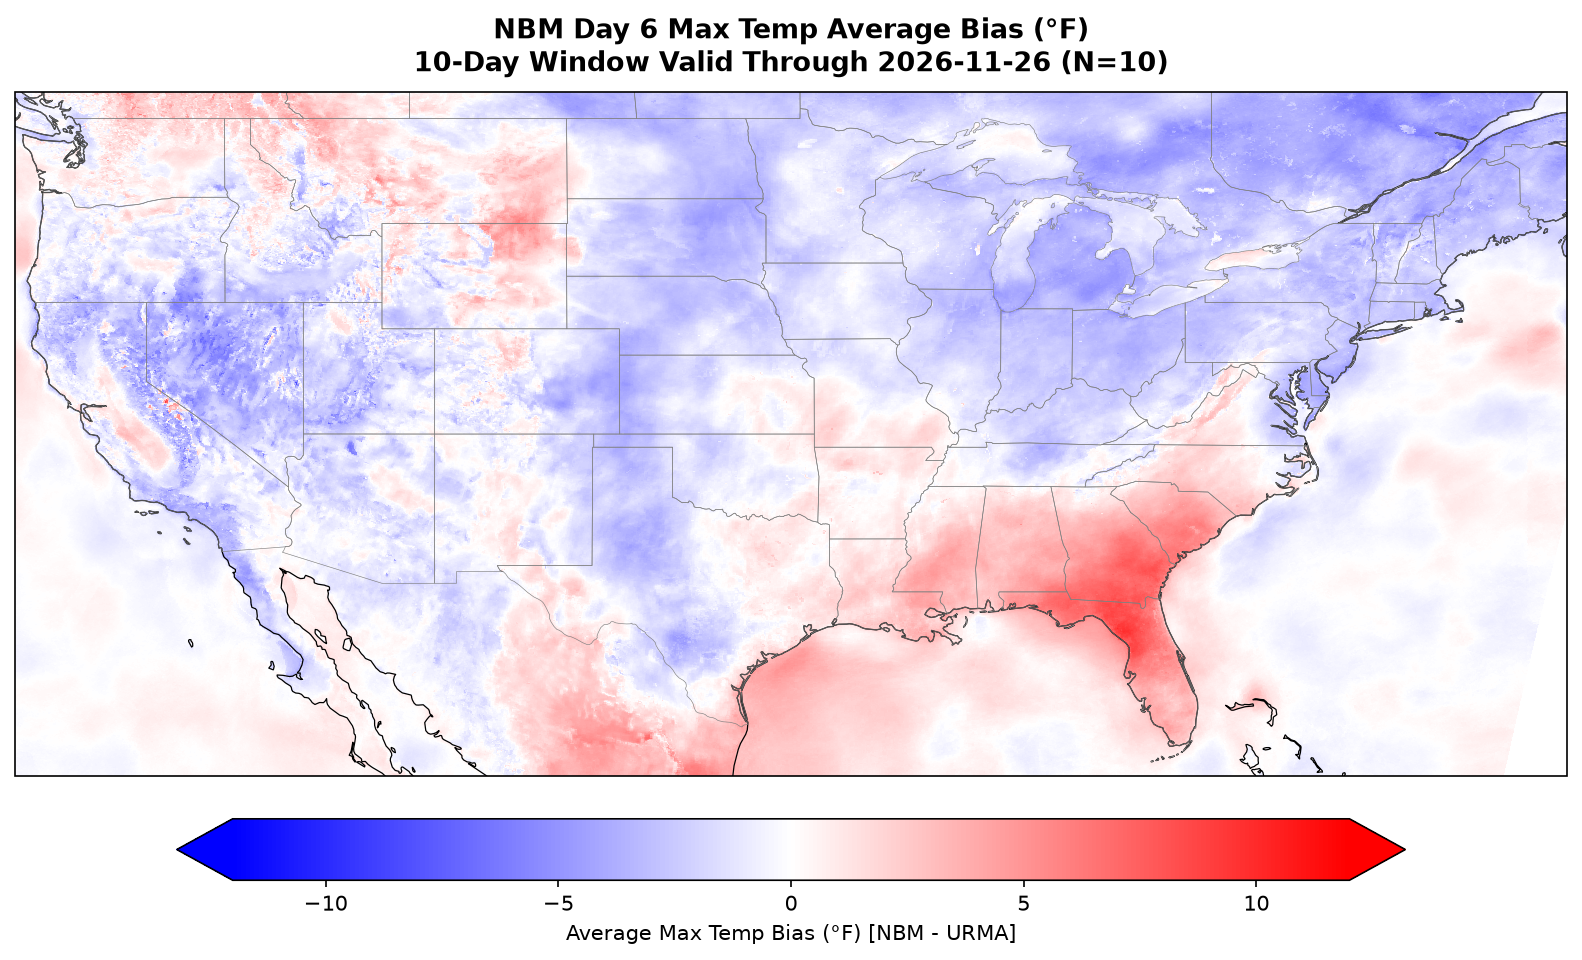 NBM Day 6 Max Temp Average Bias (°F)
10-Day Window Valid Through 2026-11-26 (N=10)
−10 −5 0 5 10
Average Max Temp Bias (°F) [NBM - URMA]